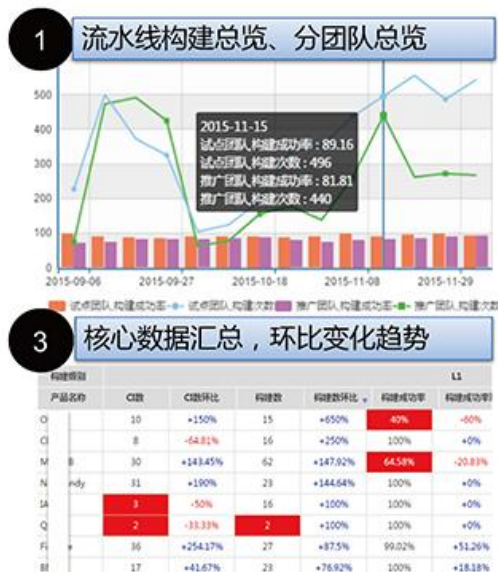 1 流水线构建总览、分团队总览
500
400
300
200
100
0
2015-11-15
试点团队构建成功率 : 89.16
试点团队构建次数 : 496
推广团队构建成功率 : 81.81
推广团队构建次数 : 440
2015-09-06 2015-09-27 2015-10-18 2015-11-08 2015-11-29
试点团队,构建成功率 试点团队,构建次数 推广团队,构建成功率 推广团队,构建次数
3 核心数据汇总，环比变化趋势
构建级别 L1
产品名称 CI数 CI数环比 构建数 构建数环比 构建成功率 构建成功率
10 +150% 15 +650% 40% -60%
8 -64.81% 16 +250% 100% +0%
M B 30 +143.45% 62 +147.92% 64.58% -20.83%
N ndy 31 +190% 23 +144.64% 100% +0%
IA 3 -50% 16 +100% 100% +0%
Q 2 -33.33% 2 +100% 100% +0%
Fi 36 +254.17% 27 +87.5% 99.02% +51.26%
17 +41.67% 23 +76.92% 100% +18.18%